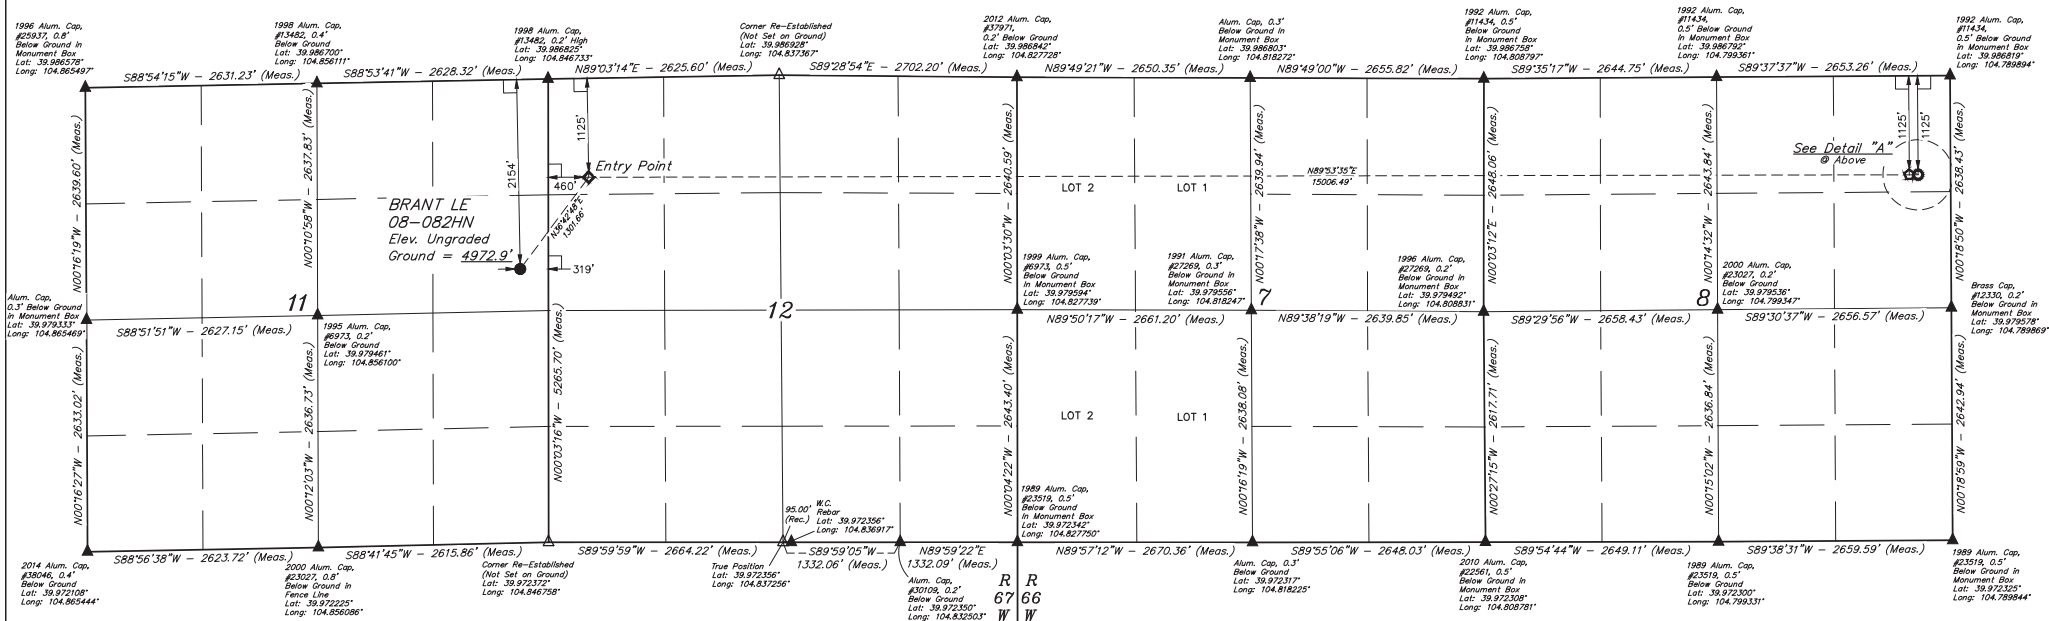 1996 Alum. Cap,
#25937, 0.8'
Below Ground in
Monument Box
Lat: 39.986578°
Long: 104.865497°
1998 Alum. Cap,
#13482, 0.4'
Below Ground
Lat: 39.986700°
Long: 104.856111°
1998 Alum. Cap,
#13482, 0.2' High
Lat: 39.986825°
Long: 104.846733°
Corner Re-Established
(Not Set on Ground)
Lat: 39.986928°
Long: 104.837367°
2012 Alum. Cap,
#37971,
0.2' Below Ground
Lat: 39.986842°
Long: 104.827728°
Alum. Cap, 0.3'
Below Ground in
Monument Box
Lat: 39.986803°
Long: 104.818272°
1992 Alum. Cap,
#11434, 0.5'
Below Ground in
Monument Box
Lat: 39.986758°
Long: 104.808797°
1992 Alum. Cap,
#11434,
0.5' Below Ground
in Monument Box
Lat: 39.986792°
Long: 104.799361°
1992 Alum. Cap,
#11434,
0.5' Below Ground
in Monument Box
Lat: 39.986819°
Long: 104.789894°
S88°54'15"W - 2631.23' (Meas.)
S88°53'41"W - 2628.32' (Meas.)
N89°03'14"E - 2625.60' (Meas.)
S89°28'54"E - 2702.20' (Meas.)
N89°49'21"W - 2650.35' (Meas.)
N89°49'00"W - 2655.82' (Meas.)
S89°35'17"W - 2644.75' (Meas.)
S89°37'37"W - 2653.26' (Meas.)
N00°16'19"W - 2639.60' (Meas.)
N00°10'58"W - 2637.83' (Meas.)
2154'
1125'
460'
Entry Point
N36°42'48"E
1301.66'
BRANT LE
08-082HN
Elev. Ungraded
Ground = 4972.9'
319'
N00°03'30"W - 2640.59' (Meas.)
LOT 2
LOT 1
N00°17'38"W - 2639.94' (Meas.)
N89°53'35"E
15006.49'
N00°03'12"E - 2648.06' (Meas.)
N00°14'32"W - 2643.84' (Meas.)
See Detail "A"
@ Above
1125'
1125'
N00°18'50"W - 2638.43' (Meas.)
Alum. Cap,
0.3' Below Ground
in Monument Box
Lat: 39.979333°
Long: 104.865469°
11
12
7
8
1995 Alum. Cap,
#6973, 0.2'
Below Ground
Lat: 39.979461°
Long: 104.856100°
1999 Alum. Cap,
#6973, 0.5'
Below Ground
in Monument Box
Lat: 39.979594°
Long: 104.827739°
1991 Alum. Cap,
#27269, 0.3'
Below Ground in
Monument Box
Lat: 39.979556°
Long: 104.818247°
1996 Alum. Cap,
#27269, 0.2'
Below Ground in
Monument Box
Lat: 39.979492°
Long: 104.808831°
2000 Alum. Cap,
#23027, 0.2'
Below Ground
Lat: 39.979536°
Long: 104.799347°
Brass Cap,
#12330, 0.2'
Below Ground in
Monument Box
Lat: 39.979578°
Long: 104.789869°
S88°51'51"W - 2627.15' (Meas.)
N89°50'17"W - 2661.20' (Meas.)
N89°38'19"W - 2639.85' (Meas.)
S89°29'56"W - 2658.43' (Meas.)
S89°30'37"W - 2656.57' (Meas.)
N00°16'27"W - 2633.02' (Meas.)
N00°12'03"W - 2636.73' (Meas.)
N00°03'16"W - 5265.70' (Meas.)
N00°04'22"W - 2643.40' (Meas.)
LOT 2
LOT 1
N00°16'19"W - 2638.08' (Meas.)
N00°27'15"W - 2617.71' (Meas.)
N00°15'02"W - 2636.84' (Meas.)
N00°18'59"W - 2642.94' (Meas.)
95.00'
(Rec.)
W.C.
Rebar
Lat: 39.972356°
Long: 104.836917°
1989 Alum. Cap,
#23519, 0.5'
Below Ground
in Monument Box
Lat: 39.972342°
Long: 104.827750°
S88°56'38"W - 2623.72' (Meas.)
S88°41'45"W - 2615.86' (Meas.)
S89°59'59"W - 2664.22' (Meas.)
S89°59'05"W
1332.06' (Meas.)
N89°59'22"E
1332.09' (Meas.)
N89°57'12"W - 2670.36' (Meas.)
S89°55'06"W - 2648.03' (Meas.)
S89°54'44"W - 2649.11' (Meas.)
S89°38'31"W - 2659.59' (Meas.)
2014 Alum. Cap,
#38046, 0.4'
Below Ground
Lat: 39.972108°
Long: 104.865444°
2000 Alum. Cap,
#23027, 0.8'
Below Ground in
Fence Line
Lat: 39.972225°
Long: 104.856086°
Corner Re-Established
(Not Set on Ground)
Lat: 39.972372°
Long: 104.846758°
True Position
Lat: 39.972356°
Long: 104.837256°
Alum. Cap,
#30109, 0.2'
Below Ground
Lat: 39.972350°
Long: 104.832503°
R R
67 66
W W
Alum. Cap, 0.3'
Below Ground
Lat: 39.972317°
Long: 104.818225°
2010 Alum. Cap,
#22561, 0.5'
Below Ground in
Monument Box
Lat: 39.972308°
Long: 104.808781°
1989 Alum. Cap,
#23519, 0.5'
Below Ground
Lat: 39.972300°
Long: 104.799331°
1989 Alum. Cap,
#23519, 0.5'
Below Ground in
Monument Box
Lat: 39.972325°
Long: 104.789844°